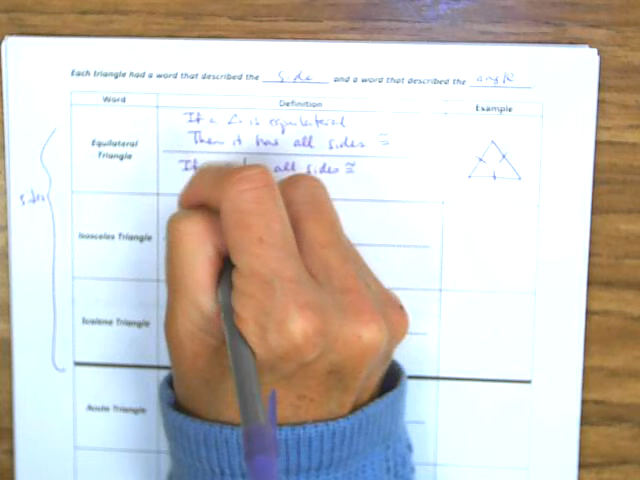 Each triangle had a word that described the side and a word that described the angle
Word Definition Example
If a △ is equilateral
Then it has all sides ≅
Equilateral
Triangle
If all sides ≅
sides
Isosceles Triangle
Scalene Triangle
Acute Triangle